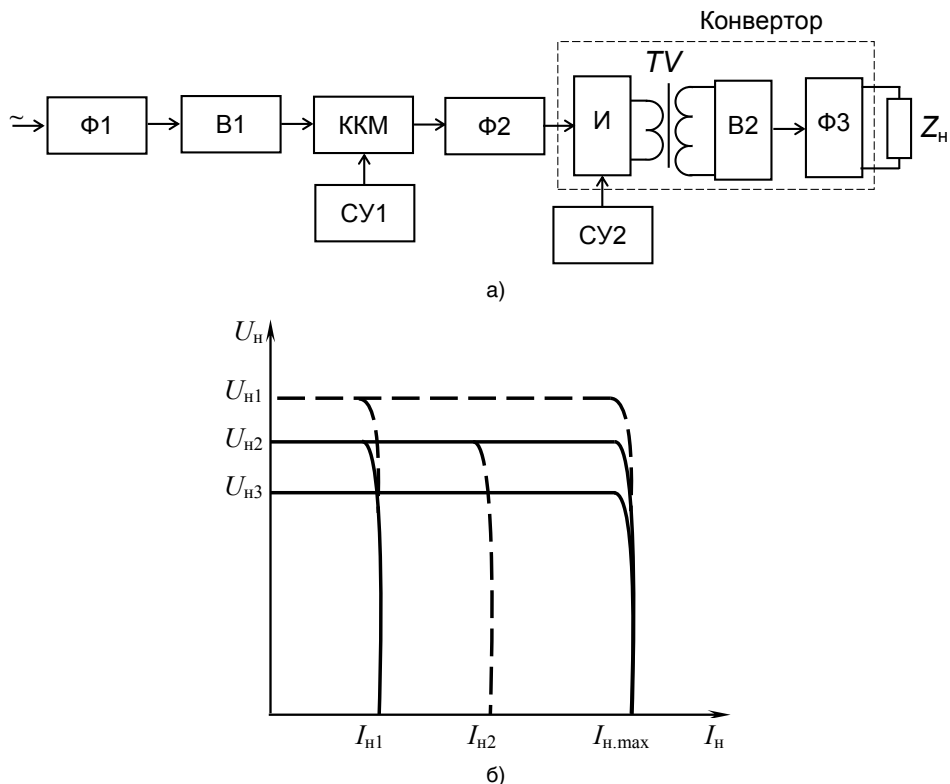 Конвертор
TV
~
Ф1
В1
ККМ
Ф2
И
В2
Ф3
Zн
СУ1
СУ2
а)
Uн
Uн1
Uн2
Uн3
Iн1
Iн2
Iн.max
Iн
б)